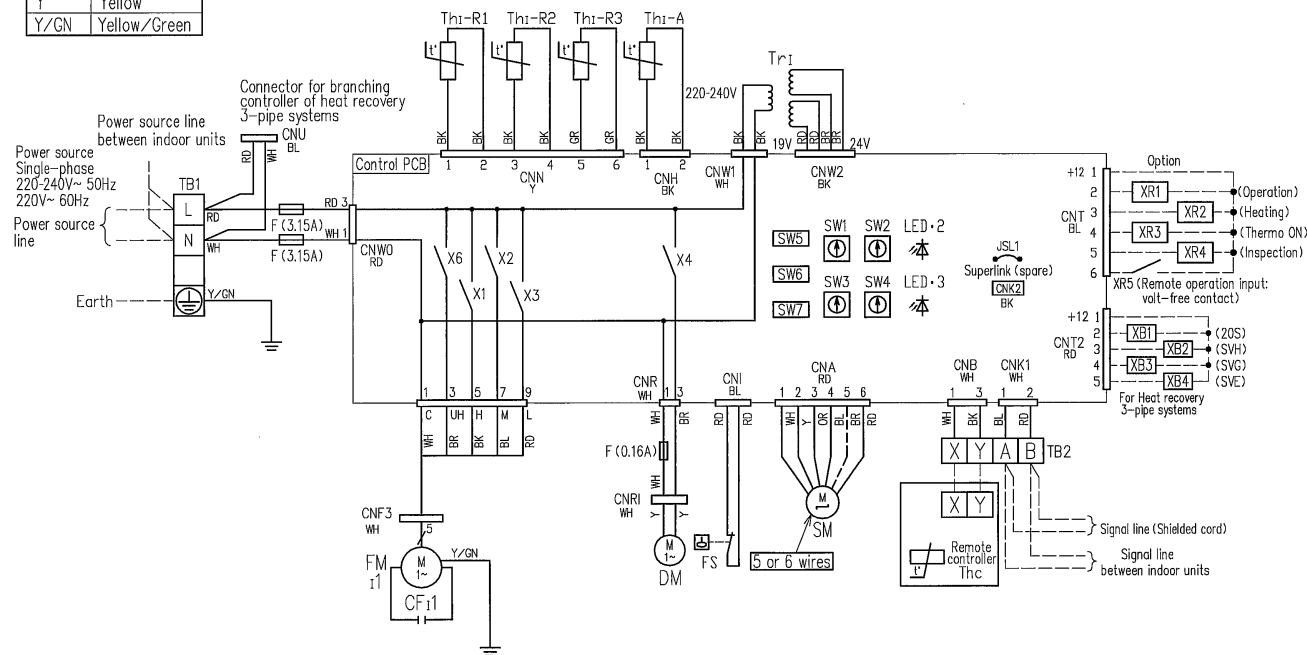 Y Yellow
Y/GN Yellow/Green
ThI-R1 ThI-R2 ThI-R3 ThI-A
t° t° t° t°
TrI
220-240V
BK BK BK BK GR GR BK BK BK BK RD RD BR BR
19V 24V
1 2 3 4 5 6
CNN
Y
1 2
CNH
BK
CNW1
WH
CNW2
BK
Control PCB
Connector for branching
controller of heat recovery
3-pipe systems
CNU
BL
RD WH
Power source line
between indoor units
Power source
Single-phase
220-240V~ 50Hz
220V~ 60Hz
Power source
line
TB1
L
RD
N
WH
Earth
Y/GN
F (3.15A)
F (3.15A)
RD 3
WH 1
CNW0
RD
X6
X1
X2
X3
X4
SW5
SW6
SW7
SW1 SW2 LED·2
SW3 SW4 LED·3
JSL1
Superlink (spare)
CNK2
BK
Option
+12 1
2 XR1 (Operation)
3 XR2 (Heating)
4 XR3 (Thermo ON)
5 XR4 (Inspection)
6
CNT
BL
XR5 (Remote operation input:
volt-free contact)
+12 1
2 XB1 (20S)
3 XB2 (SVH)
4 XB3 (SVG)
5 XB4 (SVE)
CNT2
RD
For Heat recovery
3-pipe systems
1 3 5 7 9
C UH H M L
WH BR BK BL RD
CNF3
WH
5
FM
I1
M
1~
Y/GN
CFI1
CNR
WH
1 3
WH BR
F (0.16A)
WH
CNRI
WH
Y Y
M
1~
DM
CNI
BL
RD RD
FS
CNA
RD
1 2 3 4 5 6
WH Y OR BL BR RD
M
SM
5 or 6 wires
CNB
WH
1 3
WH BK
CNK1
WH
1 2
BL RD
X Y A B TB2
X Y
Remote
controller
Thc
t°
Signal line (Shielded cord)
Signal line
between indoor units